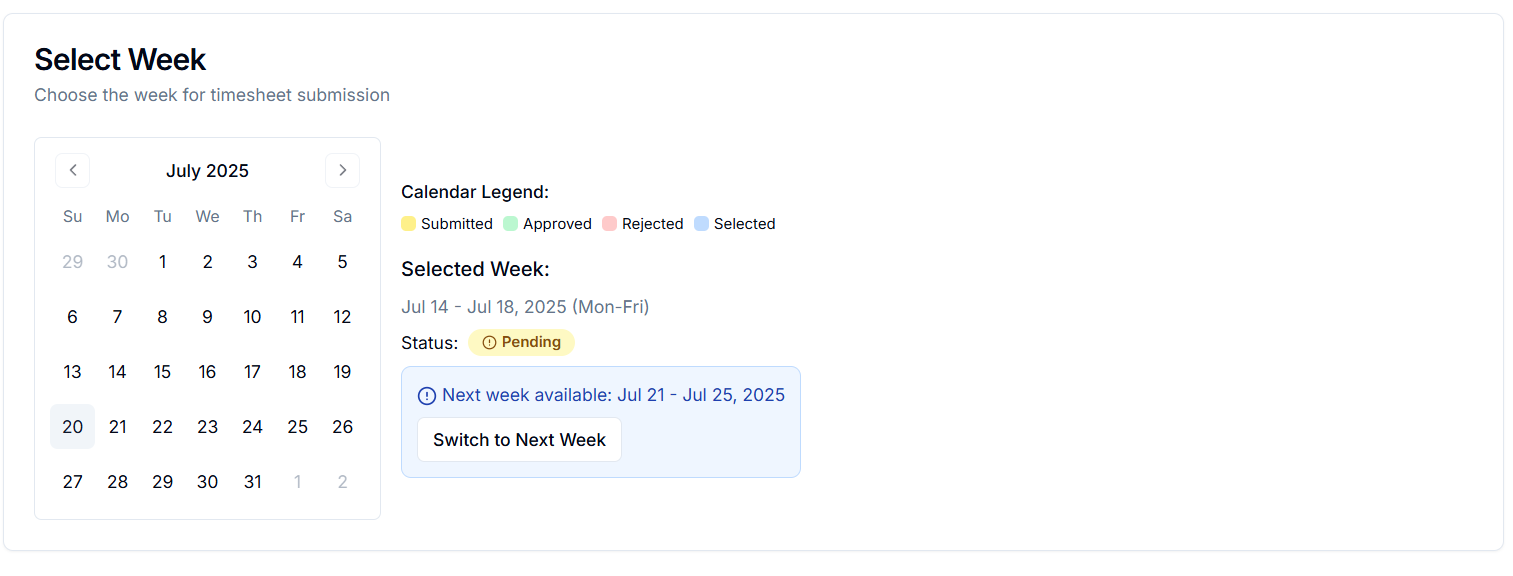 Select Week
Choose the week for timesheet submission
July 2025
Su Mo Tu We Th Fr Sa
29 30 1 2 3 4 5
6 7 8 9 10 11 12
13 14 15 16 17 18 19
20 21 22 23 24 25 26
27 28 29 30 31 1 2
Calendar Legend:
Submitted Approved Rejected Selected
Selected Week:
Jul 14 - Jul 18, 2025 (Mon-Fri)
Status: Pending
Next week available: Jul 21 - Jul 25, 2025
Switch to Next Week